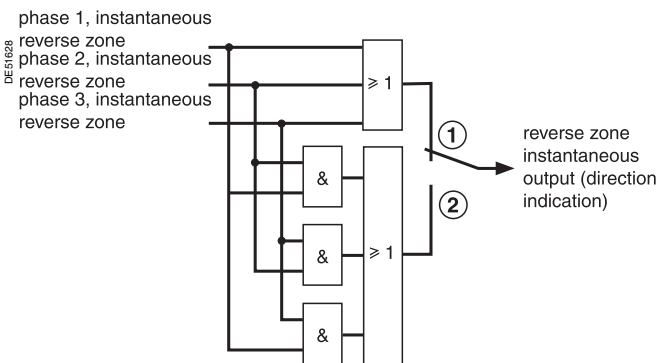 phase 1, instantaneous
reverse zone
phase 2, instantaneous
reverse zone
phase 3, instantaneous
reverse zone
DE51628
⩾ 1
1
reverse zone
instantaneous
output (direction
indication)
&
2
&
⩾ 1
&